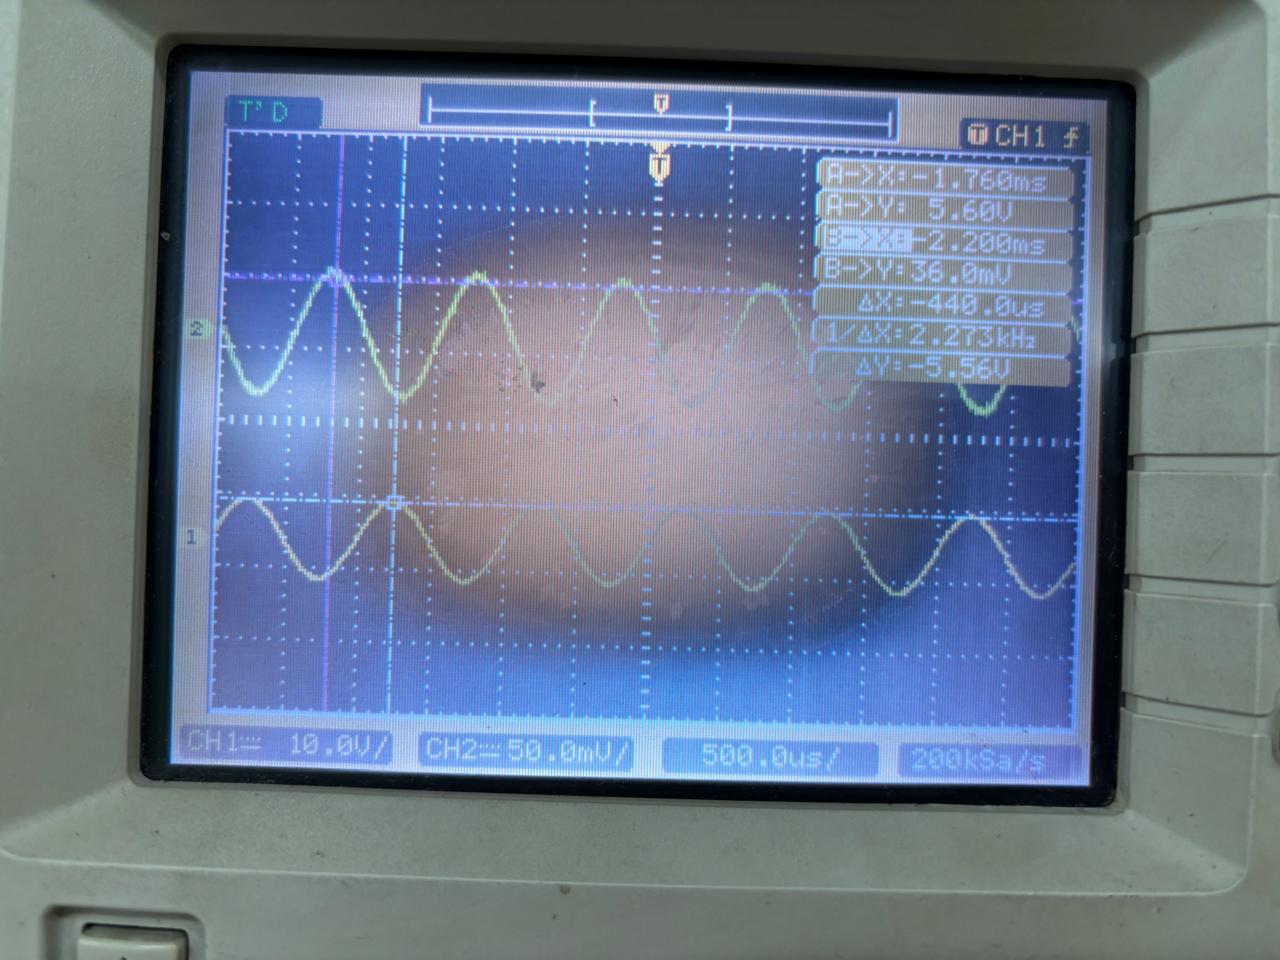 T' D
T
T CH1
T
A->X:-1.760ms
A->Y: 5.60V
B->X:-2.200ms
B->Y:36.0mV
ΔX:-440.0us
1/ΔX:2.273kHz
ΔY:-5.56V
2
1
CH1 10.0V/ CH2 50.0mV/ 500.0us/ 200kSa/s